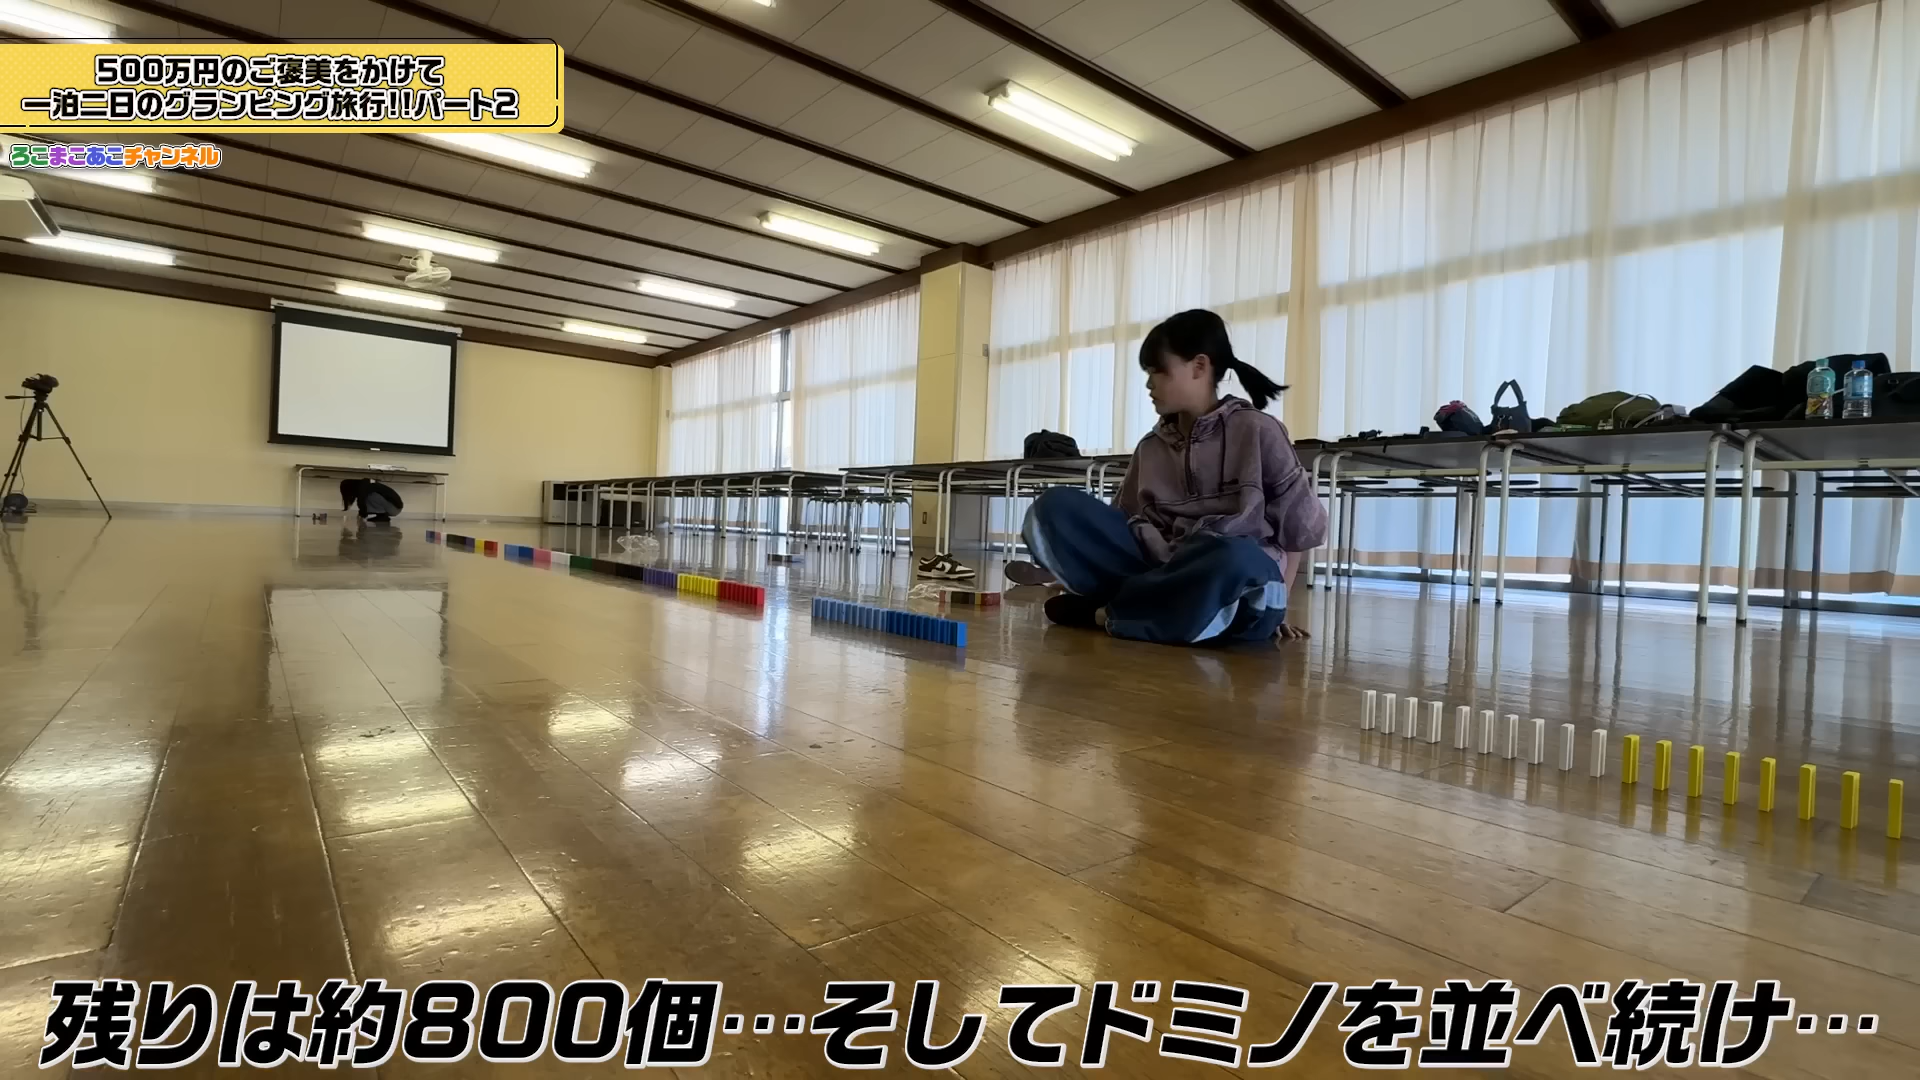 500万円のご褒美をかけて
一泊二日のグランピング旅行!!パート2
ろこまこあこチャンネル
残りは約800個…そしてドミノを並べ続け…